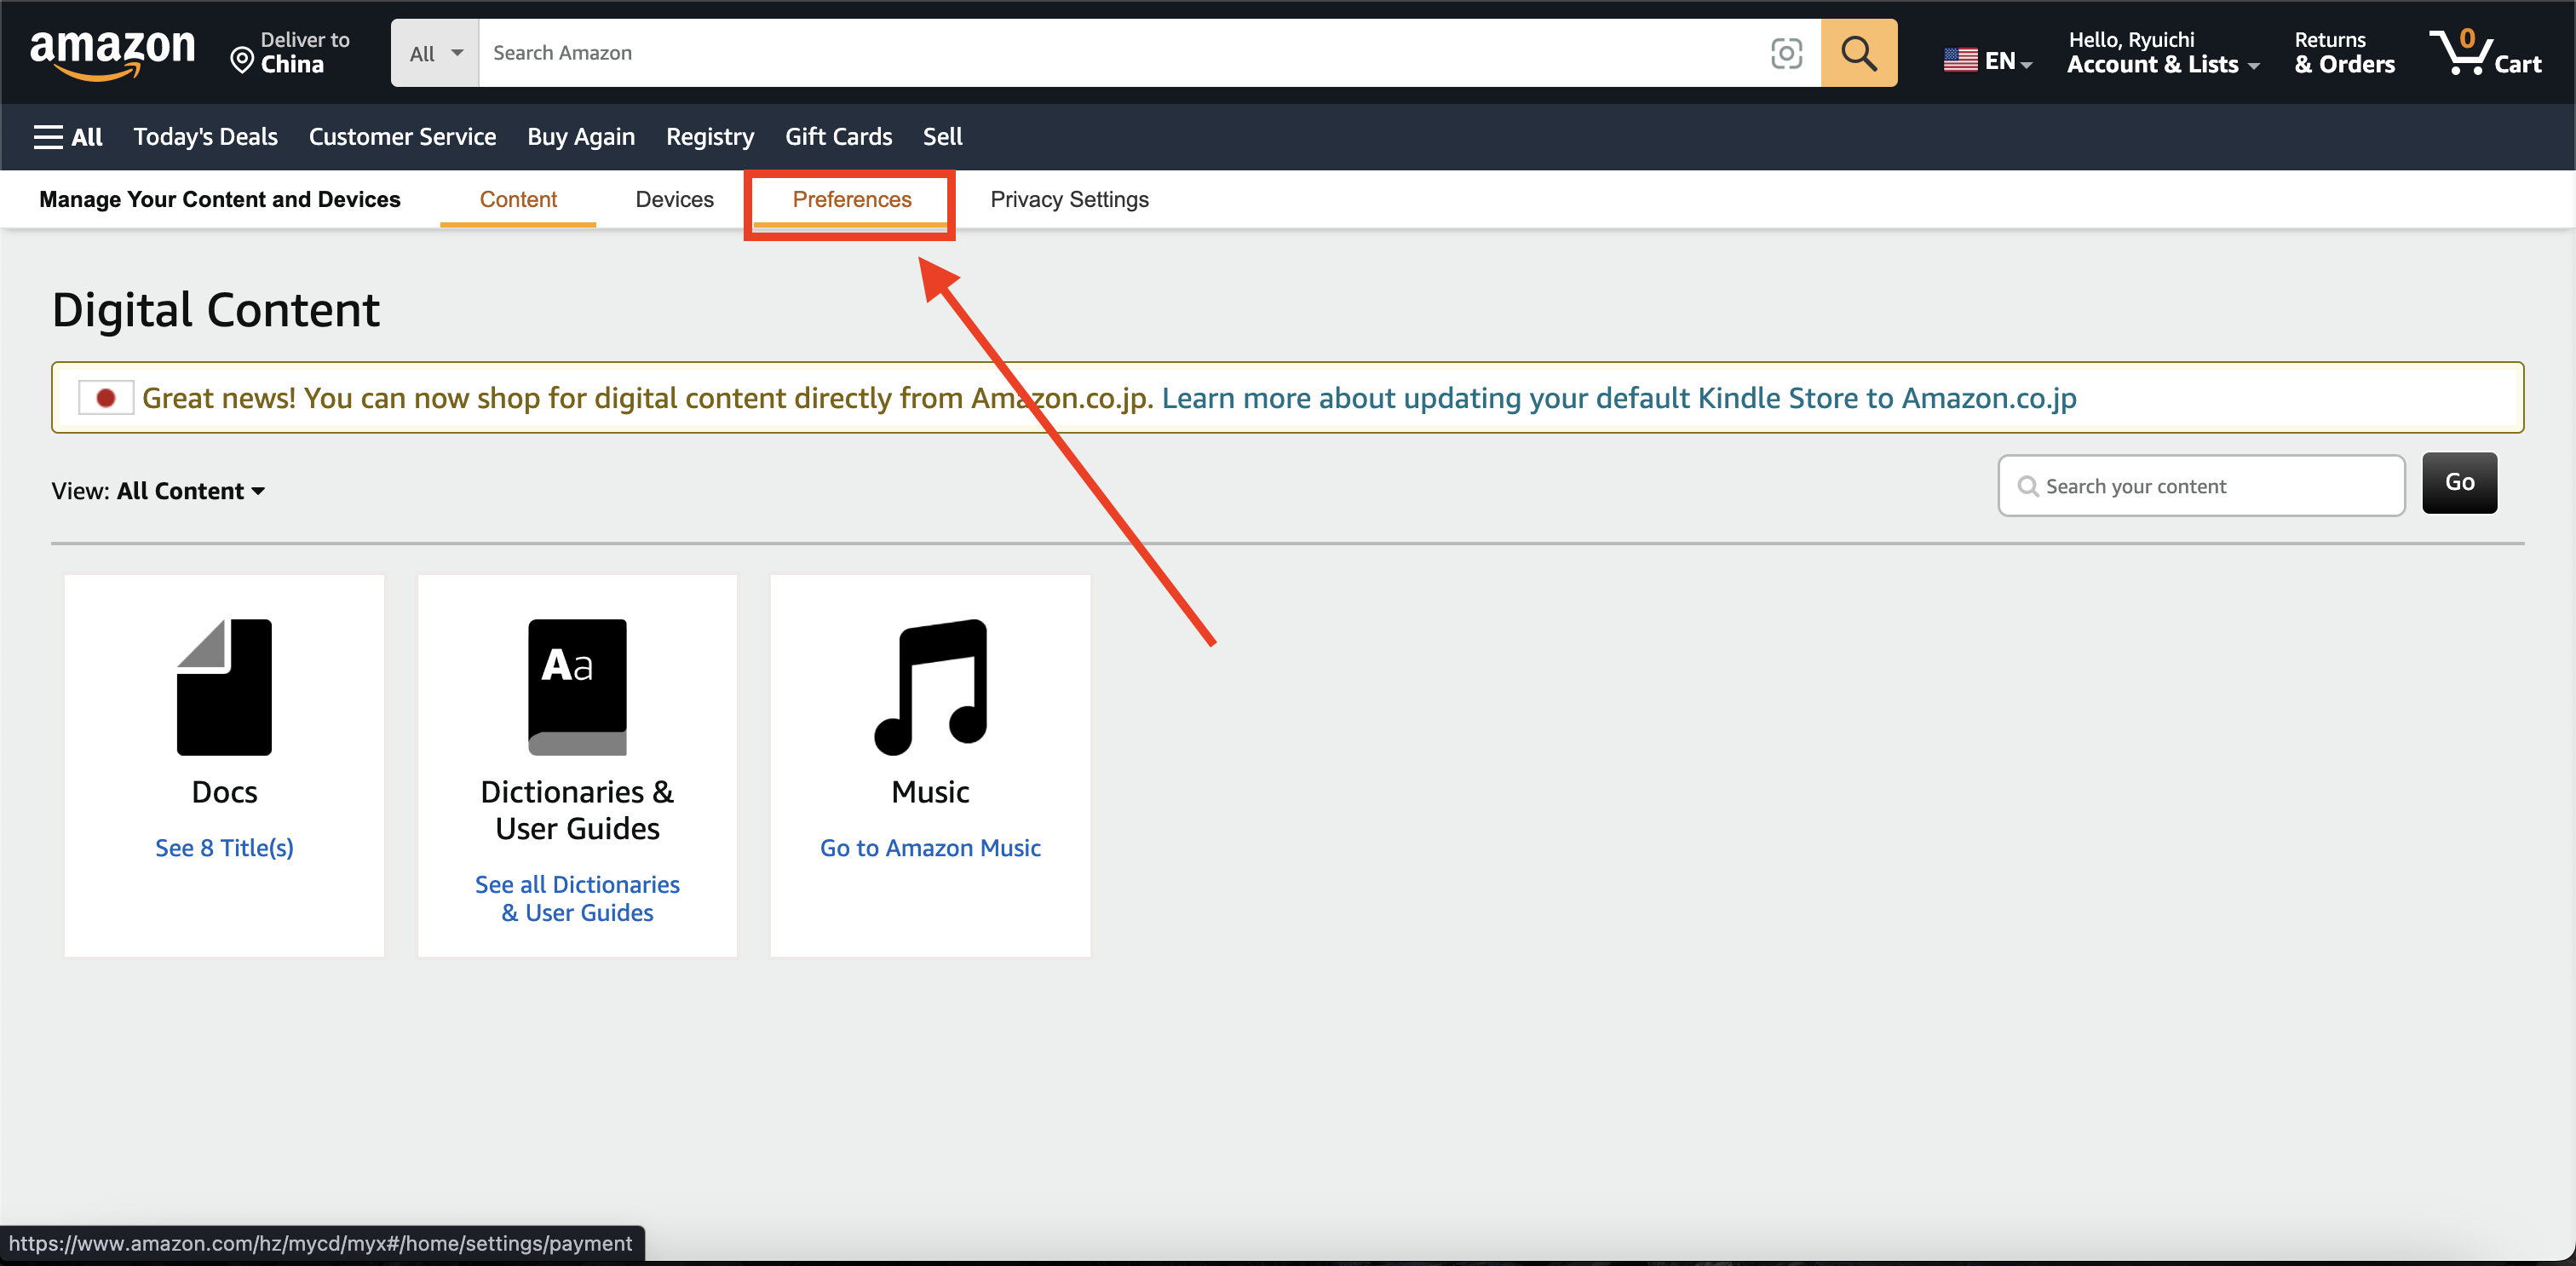 amazon
Deliver to
China
All
Search Amazon
EN
Hello, Ryuichi
Account & Lists
Returns
& Orders
0
Cart
All Today's Deals Customer Service Buy Again Registry Gift Cards Sell
Manage Your Content and Devices Content Devices Preferences Privacy Settings
Digital Content
Great news! You can now shop for digital content directly from Amazon.co.jp. Learn more about updating your default Kindle Store to Amazon.co.jp
View: All Content
Search your content
Go
Docs
See 8 Title(s)
Aa
Dictionaries &
User Guides
See all Dictionaries
& User Guides
Music
Go to Amazon Music
https://www.amazon.com/hz/mycd/myx#/home/settings/payment